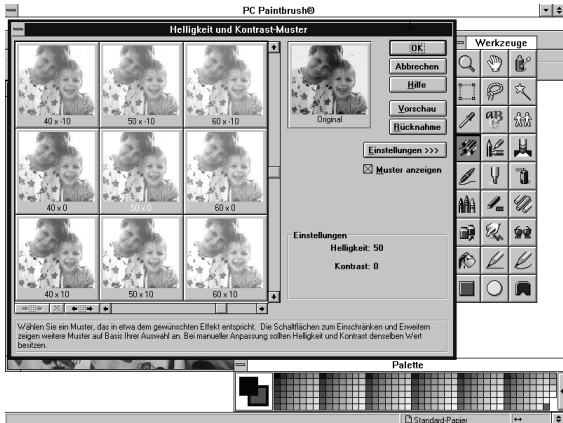 PC Paintbrush®
Helligkeit und Kontrast-Muster
40 x -10
50 x -10
60 x -10
40 x 0
50 x 0
60 x 0
40 x 10
50 x 10
60 x 10
Original
OK
Abbrechen
Hilfe
Vorschau
Rücknahme
Einstellungen >>>
Muster anzeigen
Einstellungen
Helligkeit: 50
Kontrast: 0
Wählen Sie ein Muster, das in etwa dem gewünschten Effekt entspricht. Die Schaltflächen zum Einschränken und Erweitern
zeigen weitere Muster auf Basis Ihrer Auswahl an. Bei manueller Anpassung sollten Helligkeit und Kontrast denselben Wert
besitzen.
Werkzeuge
Palette
Standard-Papier